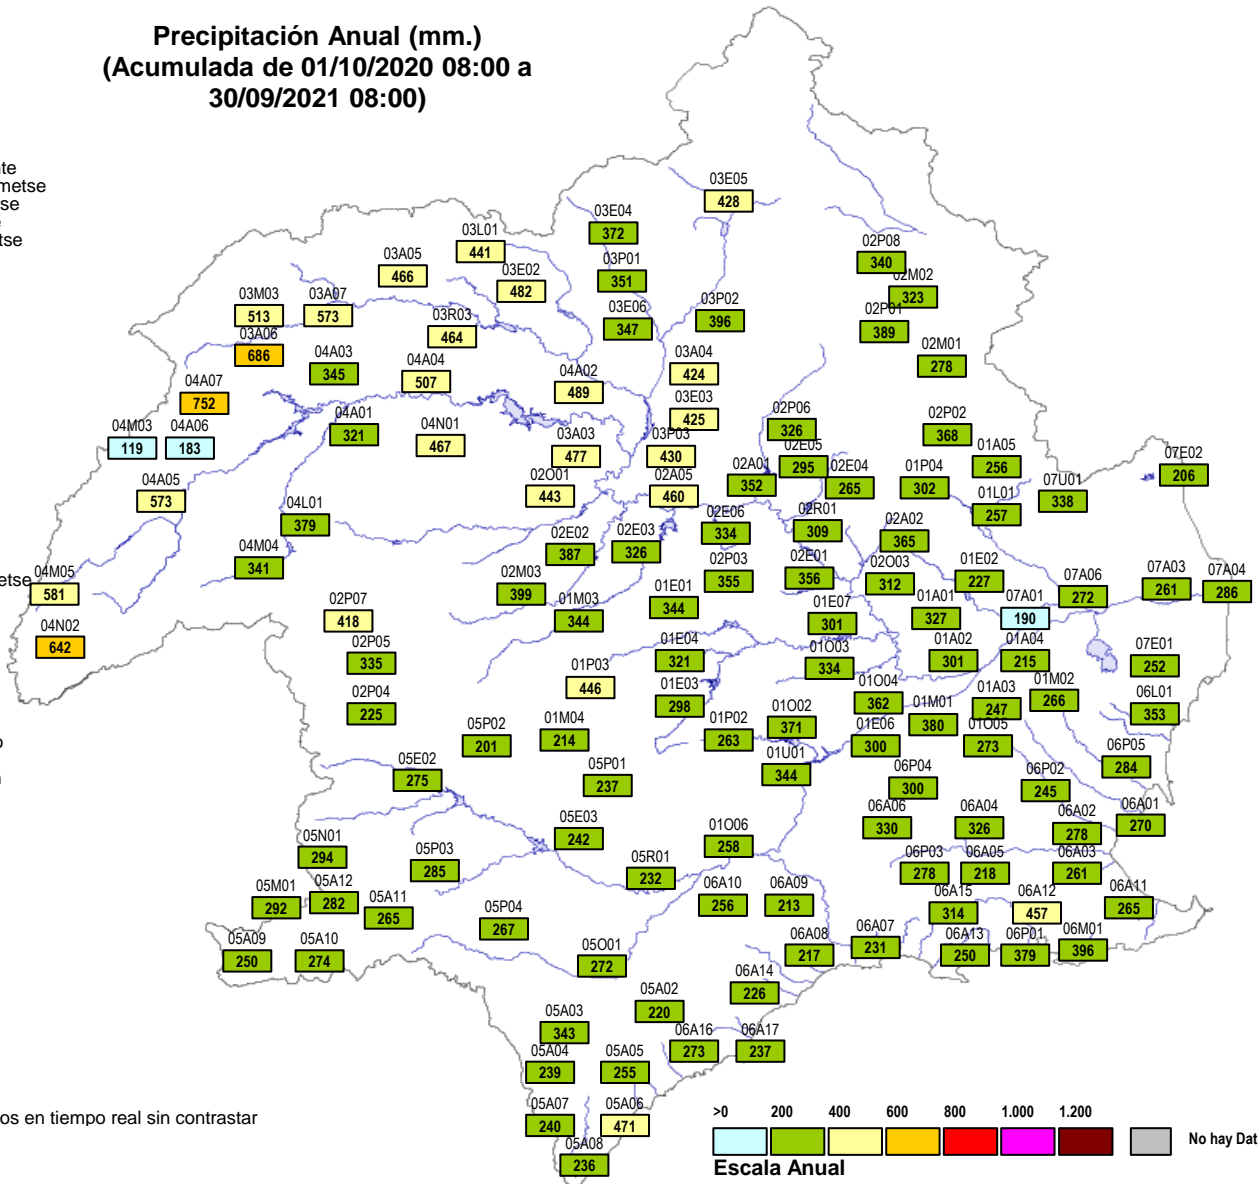 Precipitación Anual (mm.)
(Acumulada de 01/10/2020 08:00 a
30/09/2021 08:00)
te
metse
se
tse
03E05
428
03E04
372
03L01
441
03A05
466
03P01
351
03E02
482
02P08
340
02M02
323
03M03
513
03A07
573
03R03
464
03E06
347
03P02
396
02P01
389
03A06
686
04A03
345
04A04
507
04A02
489
03A04
424
02M01
278
04A07
752
03E03
425
04M03
119
04A06
183
04A01
321
04N01
467
03A03
477
03P03
430
02P06
326
02P02
368
02E05
295
01A05
256
07E02
206
04A05
573
02O01
443
02A05
460
02A01
352
02E04
265
01P04
302
01L01
257
07U01
338
04L01
379
02E06
334
02R01
309
02A02
365
04M04
341
02E02
387
02E03
326
02P03
355
02E01
356
02O03
312
01E02
227
07A06
272
07A03
261
07A04
286
etse
04M05
581
02M03
399
01M03
344
01E01
344
01E07
301
01A01
327
07A01
190
04N02
642
02P07
418
02P05
335
01E04
321
01O03
334
01A02
301
01A04
215
07E01
252
01P03
446
01E03
298
01O04
362
01M01
380
01A03
247
01M02
266
06L01
353
02P04
225
05P02
201
01M04
214
01P02
263
01O02
371
01E06
300
01O05
273
06P05
284
05E02
275
05P01
237
01U01
344
06P04
300
06P02
245
05E03
242
01O06
258
06A06
330
06A04
326
06A02
278
06A01
270
05N01
294
05P03
285
05R01
232
06P03
278
06A05
218
06A03
261
05M01
292
05A12
282
05A11
265
06A10
256
06A09
213
06A15
314
06A12
457
06A11
265
05P04
267
05A09
250
05A10
274
05O01
272
06A08
217
06A07
231
06A13
250
06P01
379
06M01
396
06A14
226
05A02
220
05A03
343
06A16
273
06A17
237
05A04
239
05A05
255
05A07
240
05A06
471
05A08
236
os en tiempo real sin contrastar
>0 200 400 600 800 1.000 1.200
No hay Dat
Escala Anual